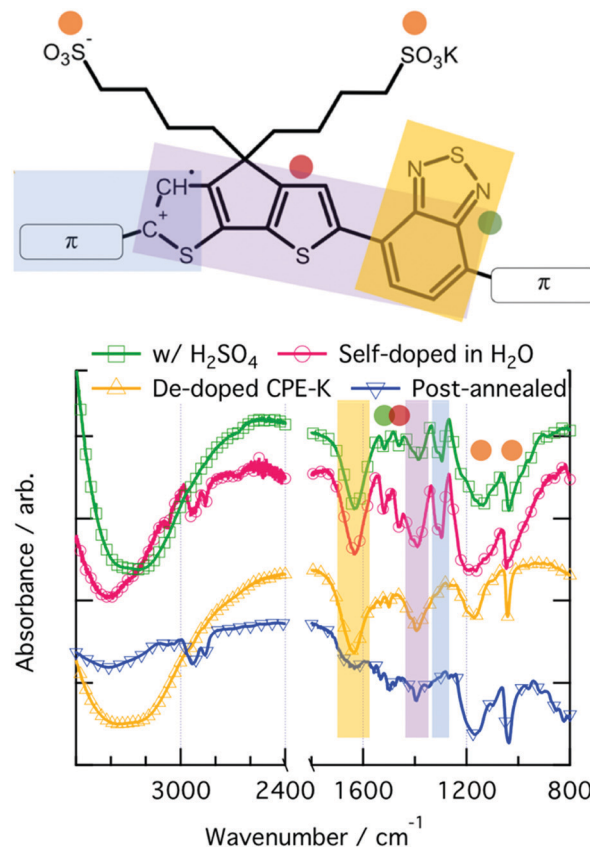 O₃S⁻ SO₃K
S
N N
CH·
C⁺
S S
π π
w/ H₂SO₄ Self-doped in H₂O
De-doped CPE-K Post-annealed
Absorbance / arb.
3000 2400 1600 1200 800
Wavenumber / cm⁻¹